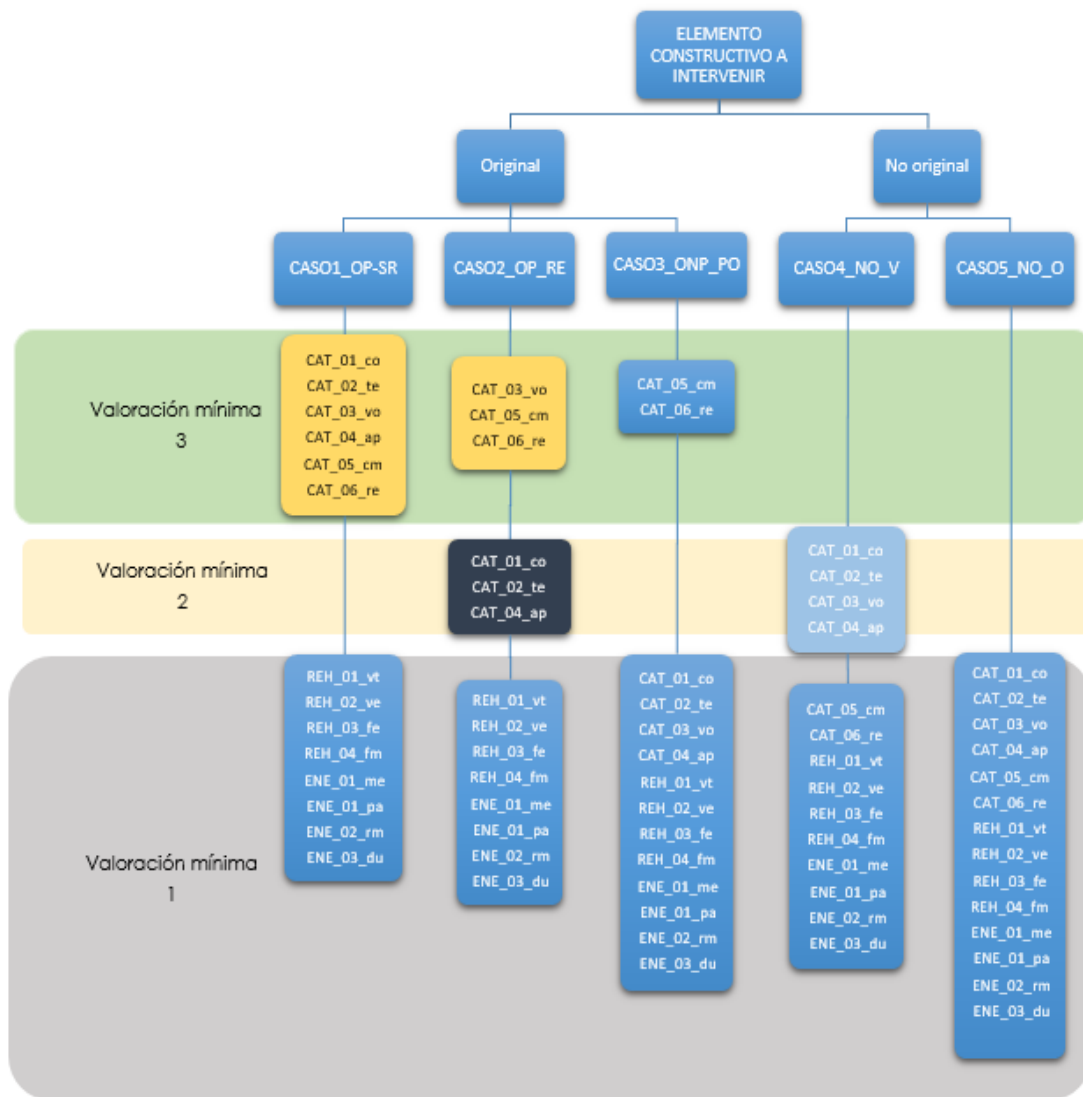 ELEMENTO
CONSTRUCTIVO A
INTERVENIR
Original
No original
CASO1_OP-SR
CASO2_OP_RE
CASO3_ONP_PO
CASO4_NO_V
CASO5_NO_O
Valoración mínima
3
CAT_01_co
CAT_02_te
CAT_03_vo
CAT_04_ap
CAT_05_cm
CAT_06_re
CAT_03_vo
CAT_05_cm
CAT_06_re
CAT_05_cm
CAT_06_re
Valoración mínima
2
CAT_01_co
CAT_02_te
CAT_04_ap
CAT_01_co
CAT_02_te
CAT_03_vo
CAT_04_ap
Valoración mínima
1
REH_01_vt
REH_02_ve
REH_03_fe
REH_04_fm
ENE_01_me
ENE_01_pa
ENE_02_rm
ENE_03_du
REH_01_vt
REH_02_ve
REH_03_fe
REH_04_fm
ENE_01_me
ENE_01_pa
ENE_02_rm
ENE_03_du
CAT_01_co
CAT_02_te
CAT_03_vo
CAT_04_ap
REH_01_vt
REH_02_ve
REH_03_fe
REH_04_fm
ENE_01_me
ENE_01_pa
ENE_02_rm
ENE_03_du
CAT_05_cm
CAT_06_re
REH_01_vt
REH_02_ve
REH_03_fe
REH_04_fm
ENE_01_me
ENE_01_pa
ENE_02_rm
ENE_03_du
CAT_01_co
CAT_02_te
CAT_03_vo
CAT_04_ap
CAT_05_cm
CAT_06_re
REH_01_vt
REH_02_ve
REH_03_fe
REH_04_fm
ENE_01_me
ENE_01_pa
ENE_02_rm
ENE_03_du